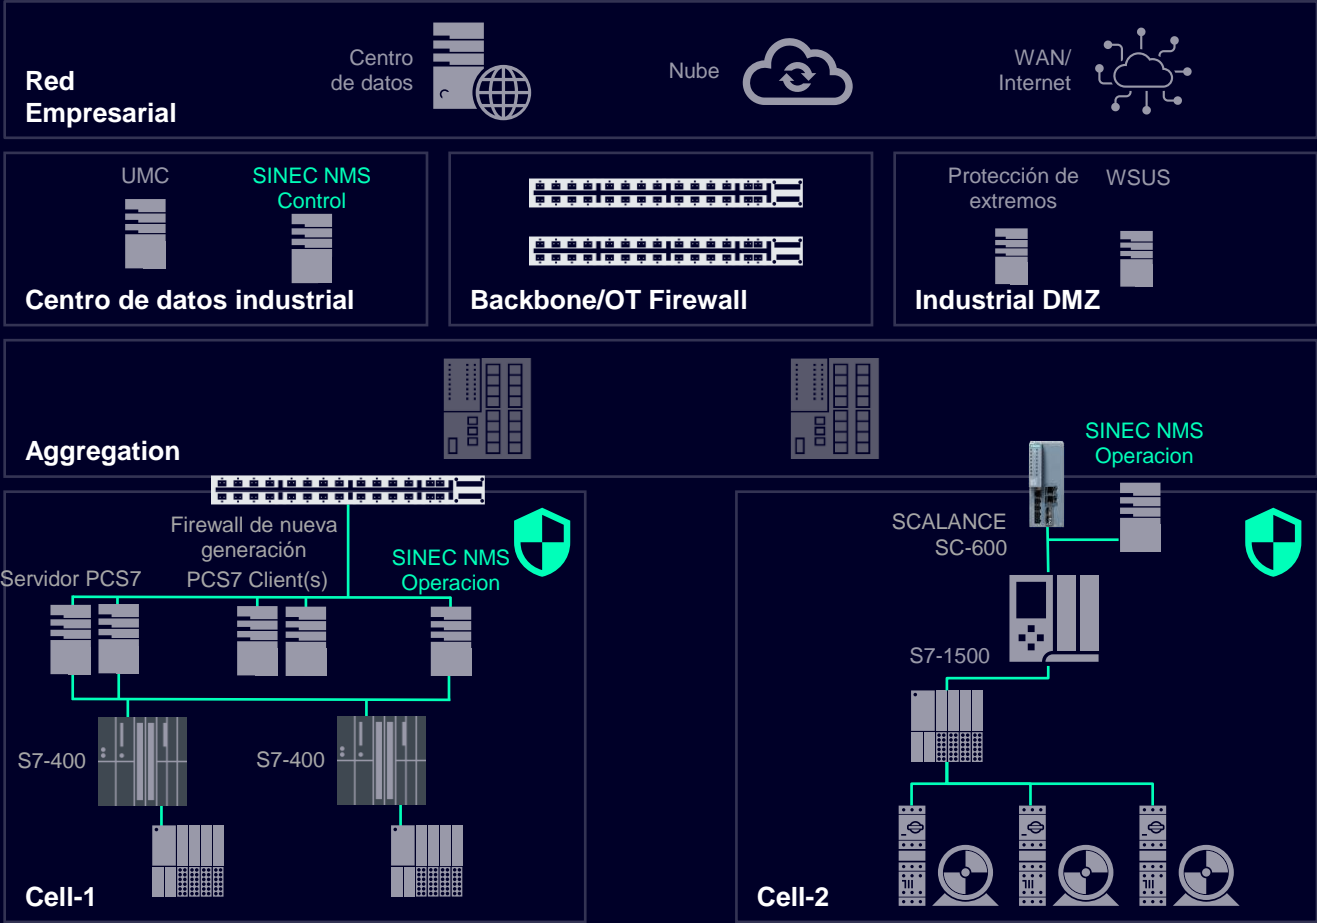 Centro
de datos
Nube
WAN/
Internet
Red
Empresarial
UMC
SINEC NMS
Control
Centro de datos industrial
Backbone/OT Firewall
Protección de
extremos
WSUS
Industrial DMZ
Aggregation
SINEC NMS
Operacion
Firewall de nueva
generación
SINEC NMS
Operacion
Servidor PCS7
PCS7 Client(s)
S7-400
S7-400
Cell-1
SCALANCE
SC-600
S7-1500
Cell-2